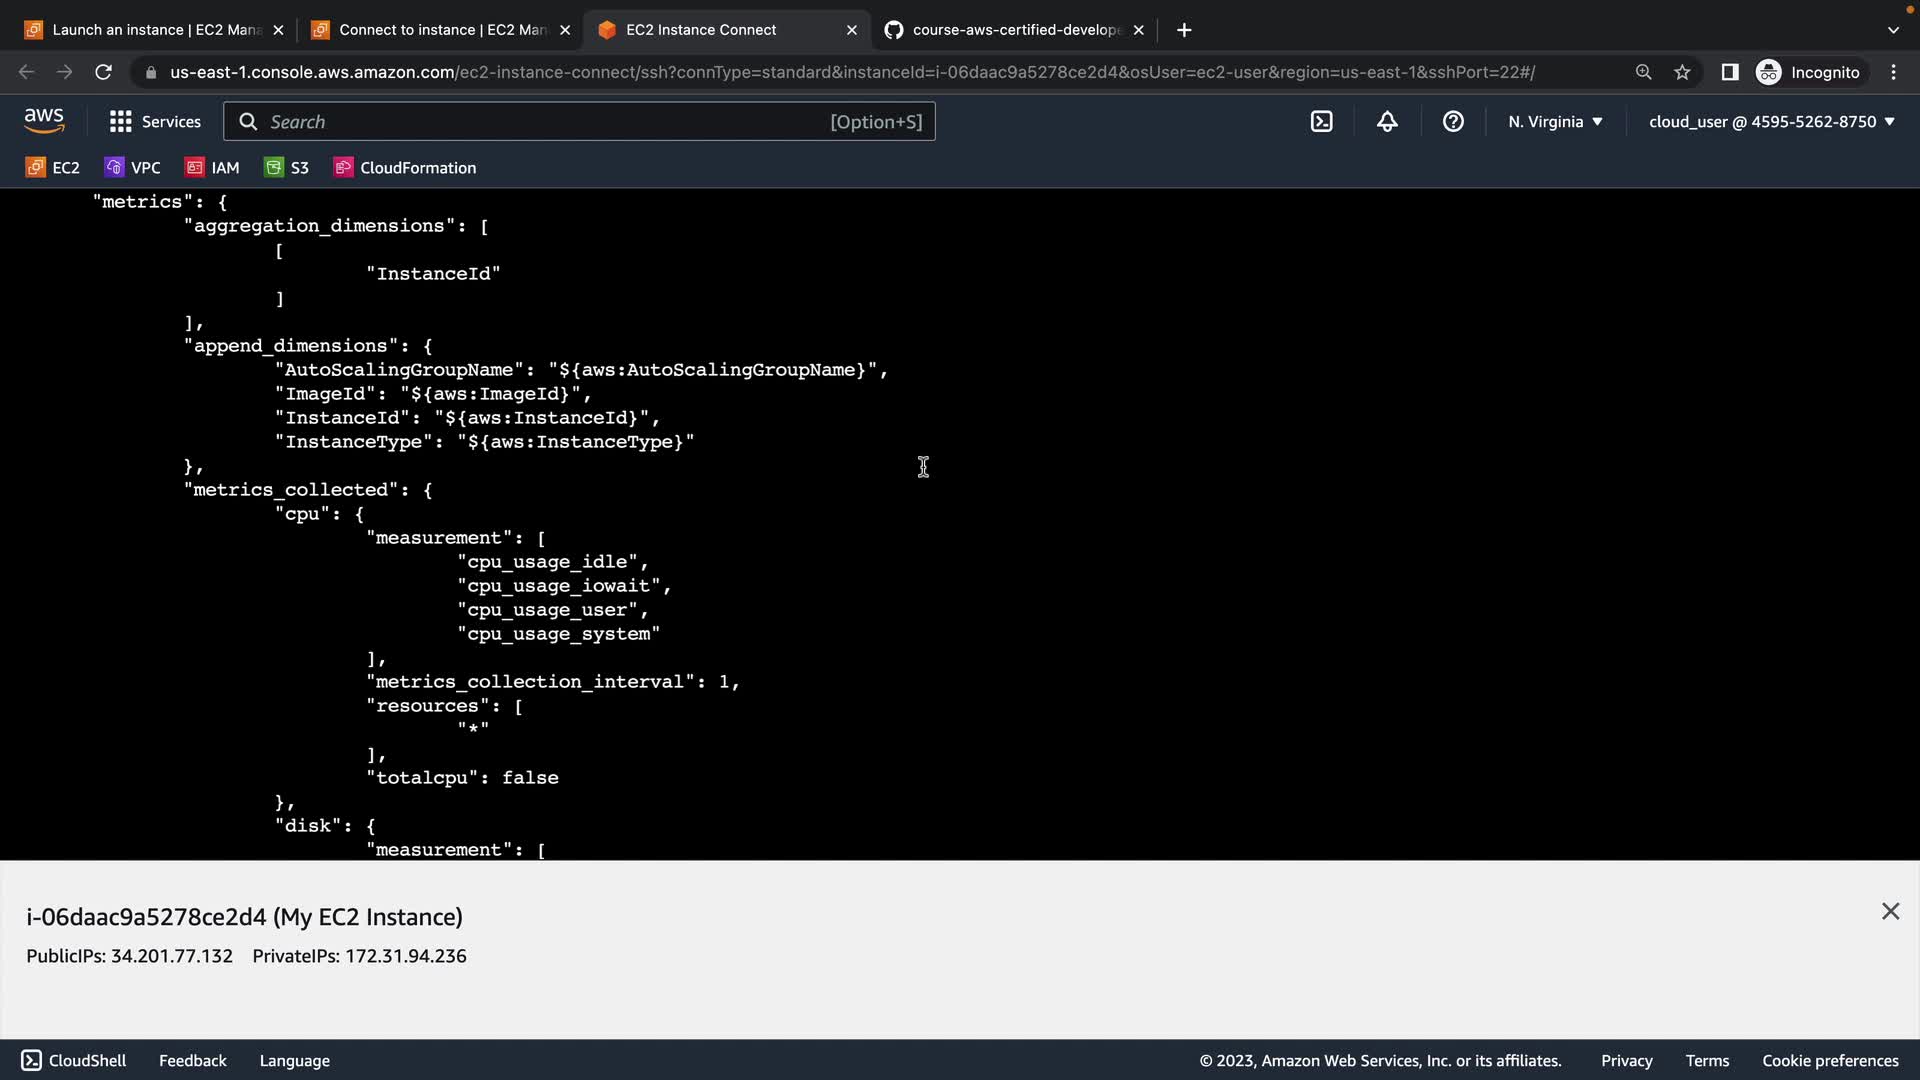 Launch an instance | EC2 Mana
Connect to instance | EC2 Man
EC2 Instance Connect
course-aws-certified-develope
us-east-1.console.aws.amazon.com/ec2-instance-connect/ssh?connType=standard&instanceId=i-06daac9a5278ce2d4&osUser=ec2-user&region=us-east-1&sshPort=22#/
Incognito
aws
Services
Search
[Option+S]
N. Virginia
cloud_user @ 4595-5262-8750
EC2
VPC
IAM
S3
CloudFormation
"metrics": {
"aggregation_dimensions": [
[
"InstanceId"
]
],
"append_dimensions": {
"AutoScalingGroupName": "${aws:AutoScalingGroupName}",
"ImageId": "${aws:ImageId}",
"InstanceId": "${aws:InstanceId}",
"InstanceType": "${aws:InstanceType}"
},
"metrics_collected": {
"cpu": {
"measurement": [
"cpu_usage_idle",
"cpu_usage_iowait",
"cpu_usage_user",
"cpu_usage_system"
],
"metrics_collection_interval": 1,
"resources": [
"*"
],
"totalcpu": false
},
"disk": {
"measurement": [
i-06daac9a5278ce2d4 (My EC2 Instance)
PublicIPs: 34.201.77.132 PrivateIPs: 172.31.94.236
CloudShell
Feedback
Language
© 2023, Amazon Web Services, Inc. or its affiliates.
Privacy
Terms
Cookie preferences